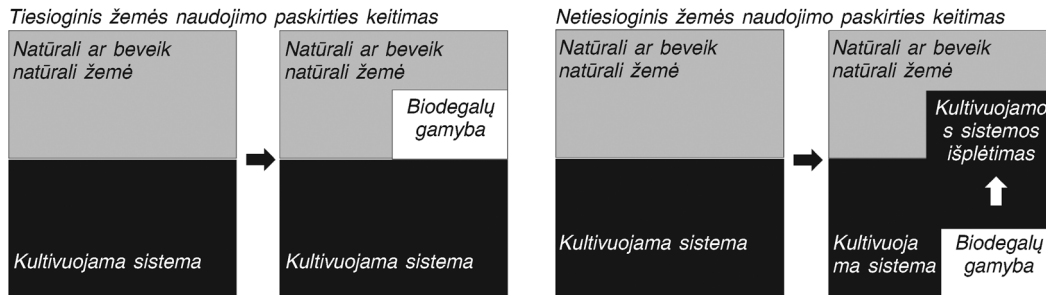 Tiesioginis žemės naudojimo paskirties keitimas
Natūrali ar beveik
natūrali žemė
Kultivuojama sistema
Natūrali ar beveik
natūrali žemė
Biodegalų
gamyba
Kultivuojama sistema
Netiesioginis žemės naudojimo paskirties keitimas
Natūrali ar beveik
natūrali žemė
Kultivuojama sistema
Natūrali ar beveik
natūrali žemė
Kultivuojamo
s sistemos
išplėtimas
Kultivuoja
ma sistema
Biodegalų
gamyba